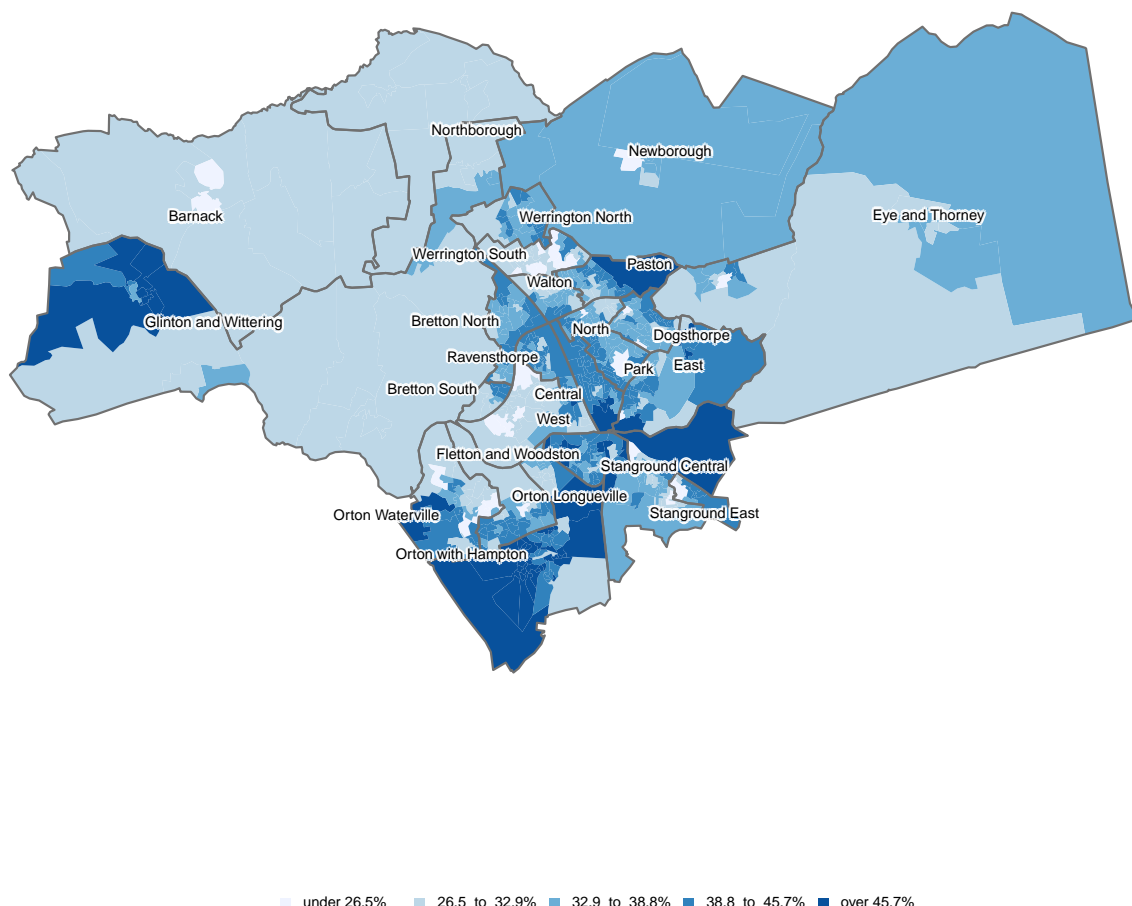 Northborough
Newborough
Barnack
Eye and Thorney
Werrington North
Werrington South
Paston
Walton
Glinton and Wittering
Bretton North
North
Dogsthorpe
Ravensthorpe
Park
East
Bretton South
Central
West
Fletton and Woodston
Stanground Central
Orton Longueville
Orton Waterville
Stanground East
Orton with Hampton
under 26.5% 26.5 to 32.9% 32.9 to 38.8% 38.8 to 45.7% over 45.7%